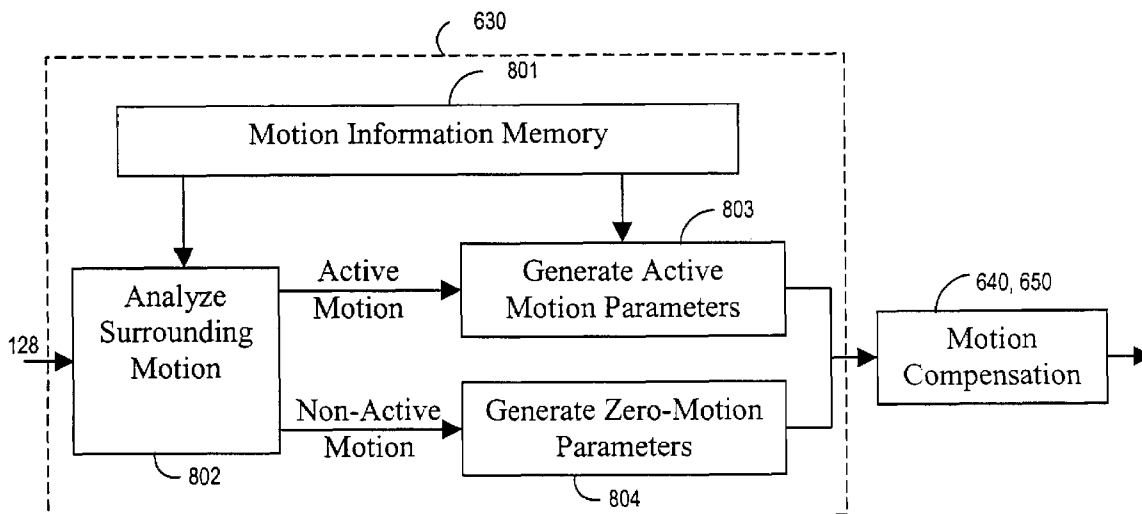 630
801
Motion Information Memory
803
Active
Motion
Generate Active
Motion Parameters
640, 650
Analyze
Surrounding
Motion
128
Motion
Compensation
Non-Active
Motion
Generate Zero-Motion
Parameters
802
804